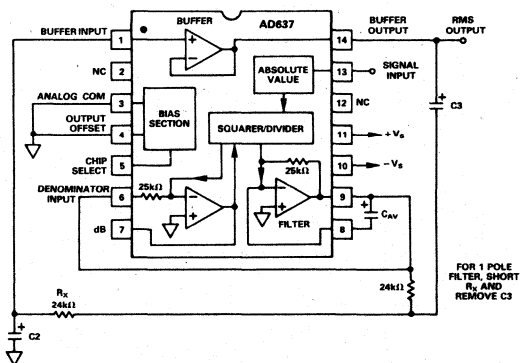 BUFFER
AD637
BUFFER INPUT
1
14
BUFFER
OUTPUT
RMS
OUTPUT
NC
2
ABSOLUTE
VALUE
13
SIGNAL
INPUT
ANALOG COM
3
12
NC
C3
BIAS
SECTION
OUTPUT
OFFSET
4
SQUARER/DIVIDER
11
+VS
CHIP
SELECT
5
25kΩ
10
-VS
DENOMINATOR
INPUT
6
25kΩ
9
CAV
dB
7
FILTER
8
24kΩ
FOR 1 POLE
FILTER, SHORT
RX AND
REMOVE C3
RX
24kΩ
C2